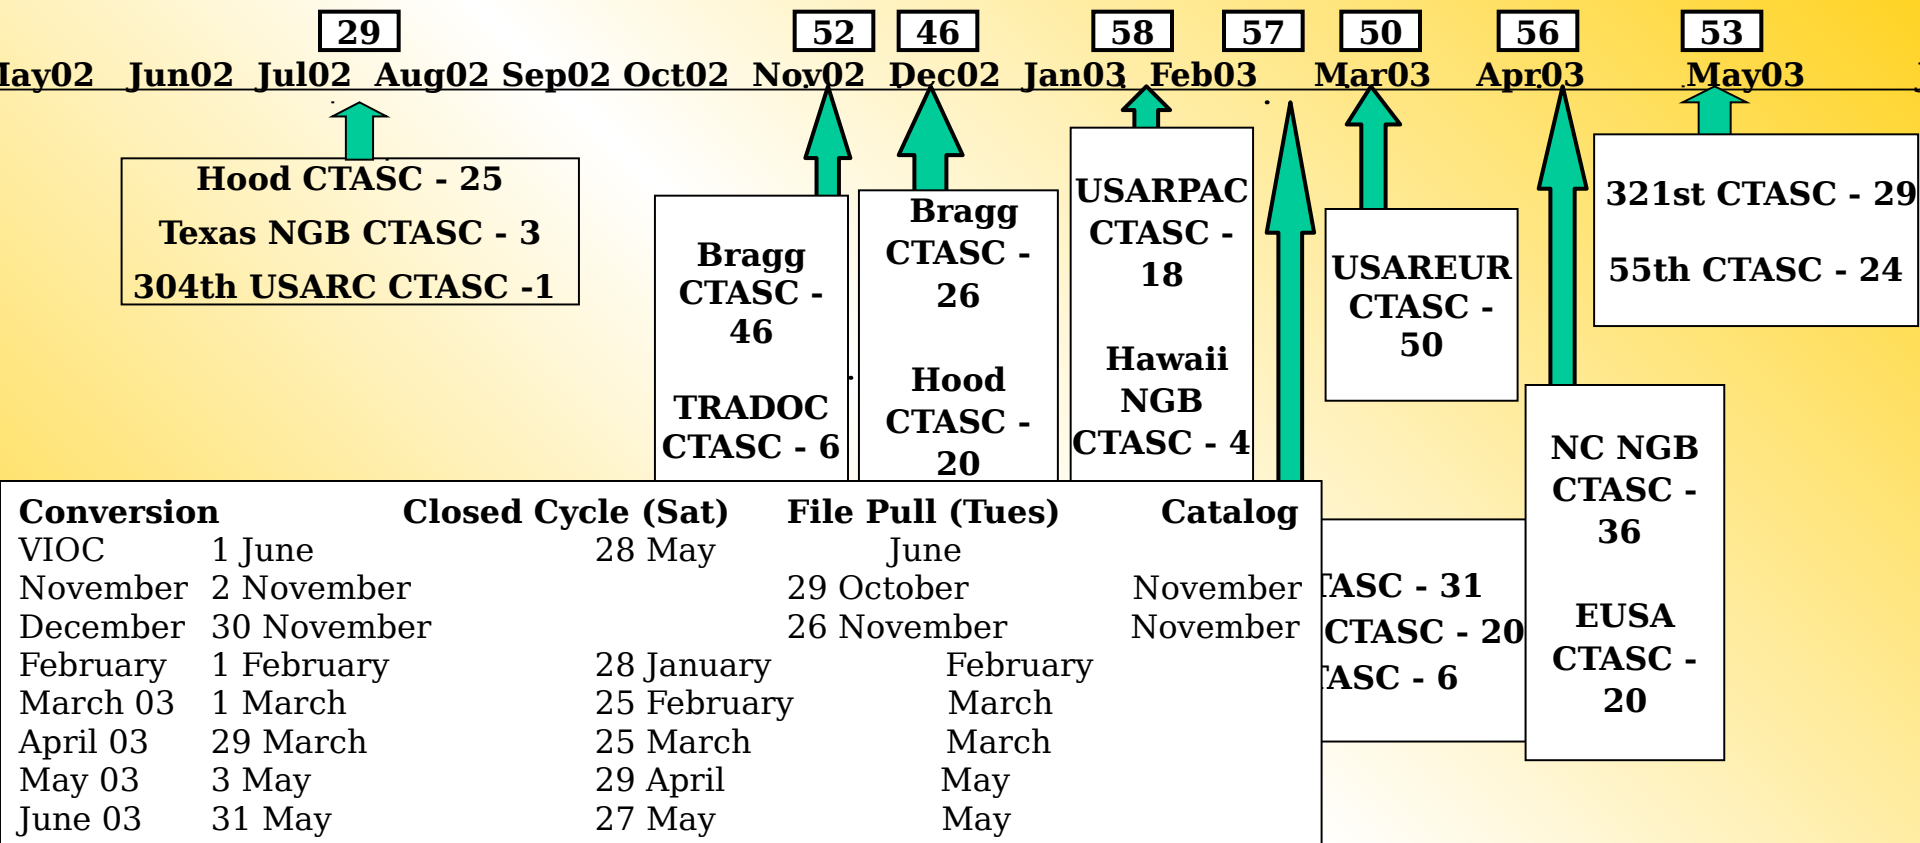 29 52 46 58 57 50 56 53
Jun02 Jul02 Aug02 Sep02 Oct02 Nov02 Dec02 Jan03 Feb03 Mar03 Apr03 May03
Hood CTASC - 25
Texas NGB CTASC - 3
304th USARC CTASC -1
Bragg
CTASC -
46
TRADOC
CTASC - 6
Bragg
CTASC -
26
Hood
CTASC -
20
USARPAC
CTASC -
18
Hawaii
NGB
CTASC - 4
USAREUR
CTASC -
50
321st CTASC - 29
55th CTASC - 24
NC NGB
CTASC -
36
EUSA
CTASC -
20
- 31
CTASC - 20
- 6
Conversion Closed Cycle (Sat) File Pull (Tues) Catalog
VIOC 1 June 28 May June
November 2 November 29 October November
December 30 November 26 November November
February 1 February 28 January February
March 03 1 March 25 February March
April 03 29 March 25 March March
May 03 3 May 29 April May
June 03 31 May 27 May May